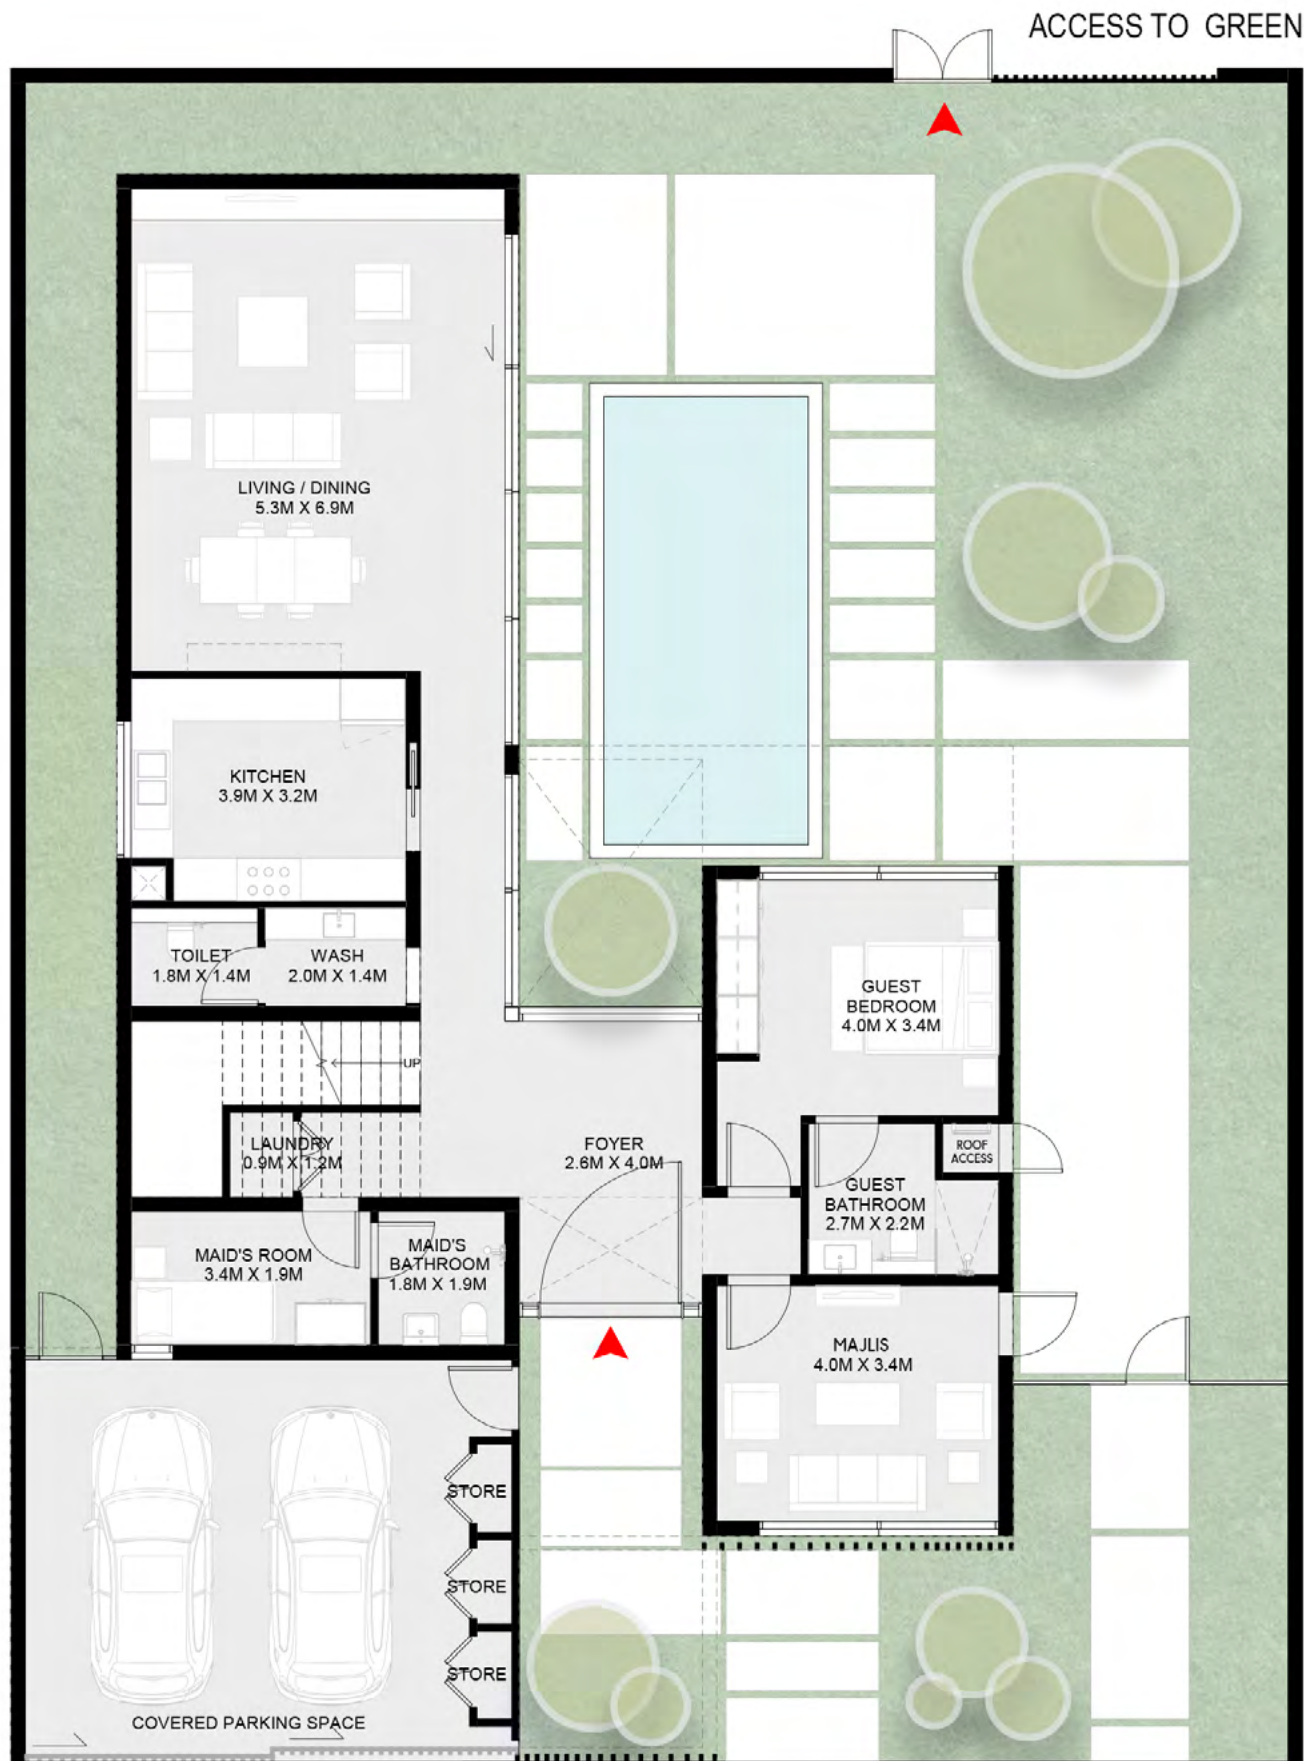 ACCESS TO GREEN
LIVING / DINING
5.3M X 6.9M
KITCHEN
3.9M X 3.2M
TOILET
1.8M X 1.4M
WASH
2.0M X 1.4M
GUEST
BEDROOM
4.0M X 3.4M
UP
LAUNDRY
0.9M X 1.2M
FOYER
2.6M X 4.0M
ROOF
ACCESS
GUEST
BATHROOM
2.7M X 2.2M
MAID'S ROOM
3.4M X 1.9M
MAID'S
BATHROOM
1.8M X 1.9M
MAJLIS
4.0M X 3.4M
STORE
STORE
STORE
COVERED PARKING SPACE